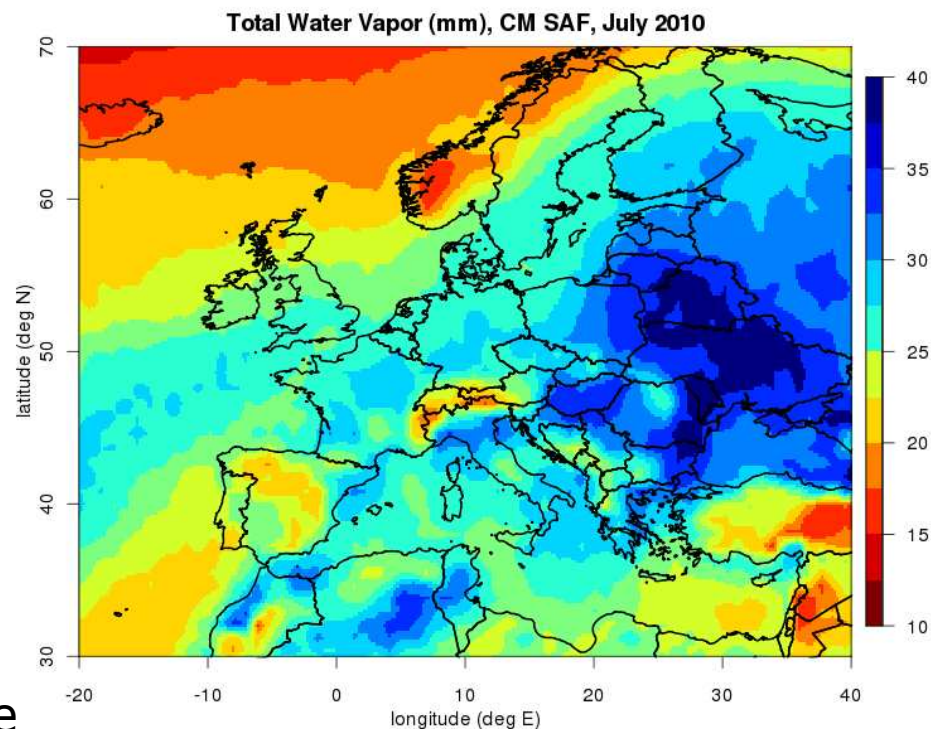 Total Water Vapor (mm), CM SAF, July 2010
70
60
50
40
30
latitude (deg N)
-20 -10 0 10 20 30 40
longitude (deg E)
40
35
30
25
20
15
10
e